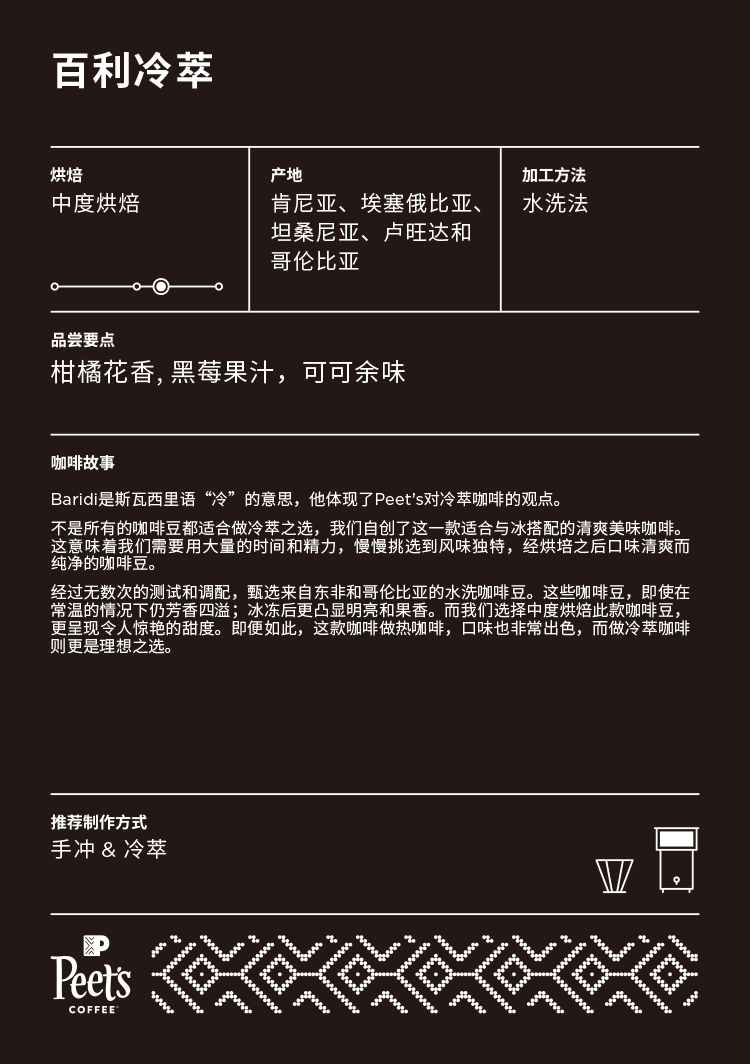 百利冷萃
烘焙
中度烘焙
产地
肯尼亚、埃塞俄比亚、
坦桑尼亚、卢旺达和
哥伦比亚
加工方法
水洗法
品尝要点
柑橘花香, 黑莓果汁，可可余味
咖啡故事
Baridi是斯瓦西里语“冷”的意思，他体现了Peet’s对冷萃咖啡的观点。
不是所有的咖啡豆都适合做冷萃之选，我们自创了这一款适合与冰搭配的清爽美味咖啡。
这意味着我们需要用大量的时间和精力，慢慢挑选到风味独特，经烘培之后口味清爽而
纯净的咖啡豆。
经过无数次的测试和调配，甄选来自东非和哥伦比亚的水洗咖啡豆。这些咖啡豆，即使在
常温的情况下仍芳香四溢；冰冻后更凸显明亮和果香。而我们选择中度烘焙此款咖啡豆，
更呈现令人惊艳的甜度。即便如此，这款咖啡做热咖啡，口味也非常出色，而做冷萃咖啡
则更是理想之选。
推荐制作方式
手冲 & 冷萃
P
Peet's
COFFEE